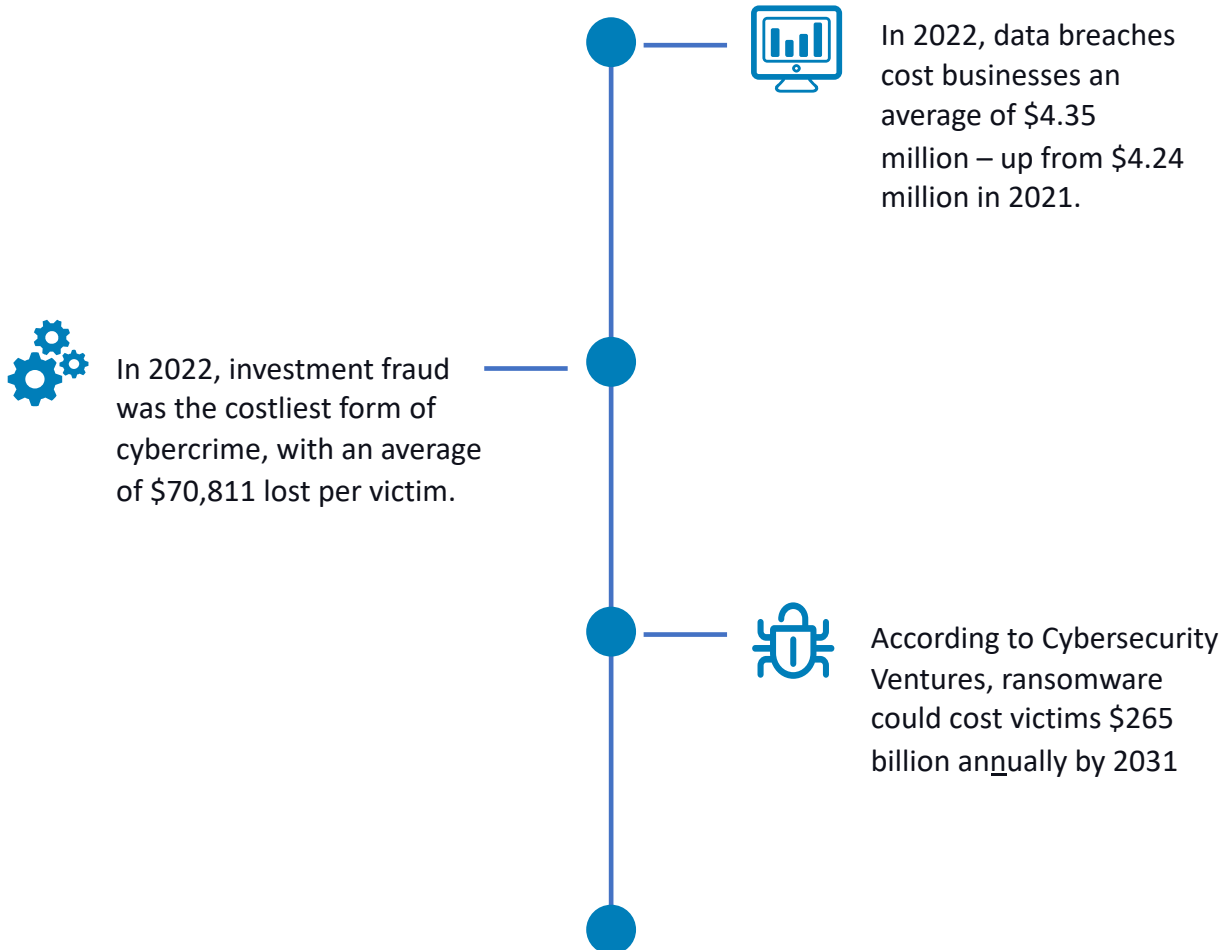 In 2022, data breaches
cost businesses an
average of $4.35
million – up from $4.24
million in 2021.
In 2022, investment fraud
was the costliest form of
cybercrime, with an average
of $70,811 lost per victim.
According to Cybersecurity
Ventures, ransomware
could cost victims $265
billion annually by 2031